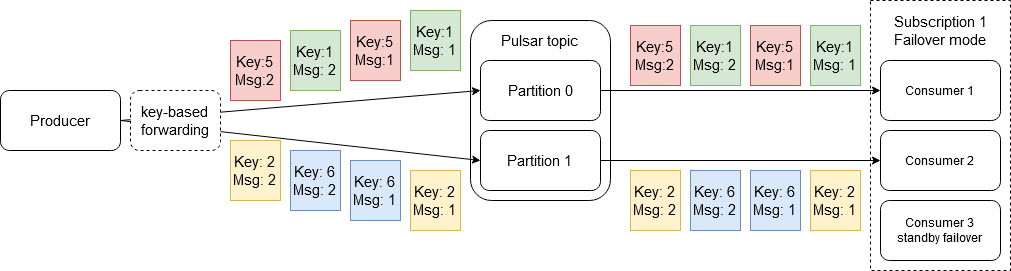 Producer
key-based
forwarding
Key:5
Msg:2
Key:1
Msg: 2
Key:5
Msg:1
Key:1
Msg: 1
Key: 2
Msg: 2
Key: 6
Msg: 2
Key: 6
Msg: 1
Key: 2
Msg: 1
Pulsar topic
Partition 0
Partition 1
Key:5
Msg:2
Key:1
Msg: 2
Key:5
Msg:1
Key:1
Msg: 1
Key: 2
Msg: 2
Key: 6
Msg: 2
Key: 6
Msg: 1
Key: 2
Msg: 1
Subscription 1
Failover mode
Consumer 1
Consumer 2
Consumer 3
standby failover